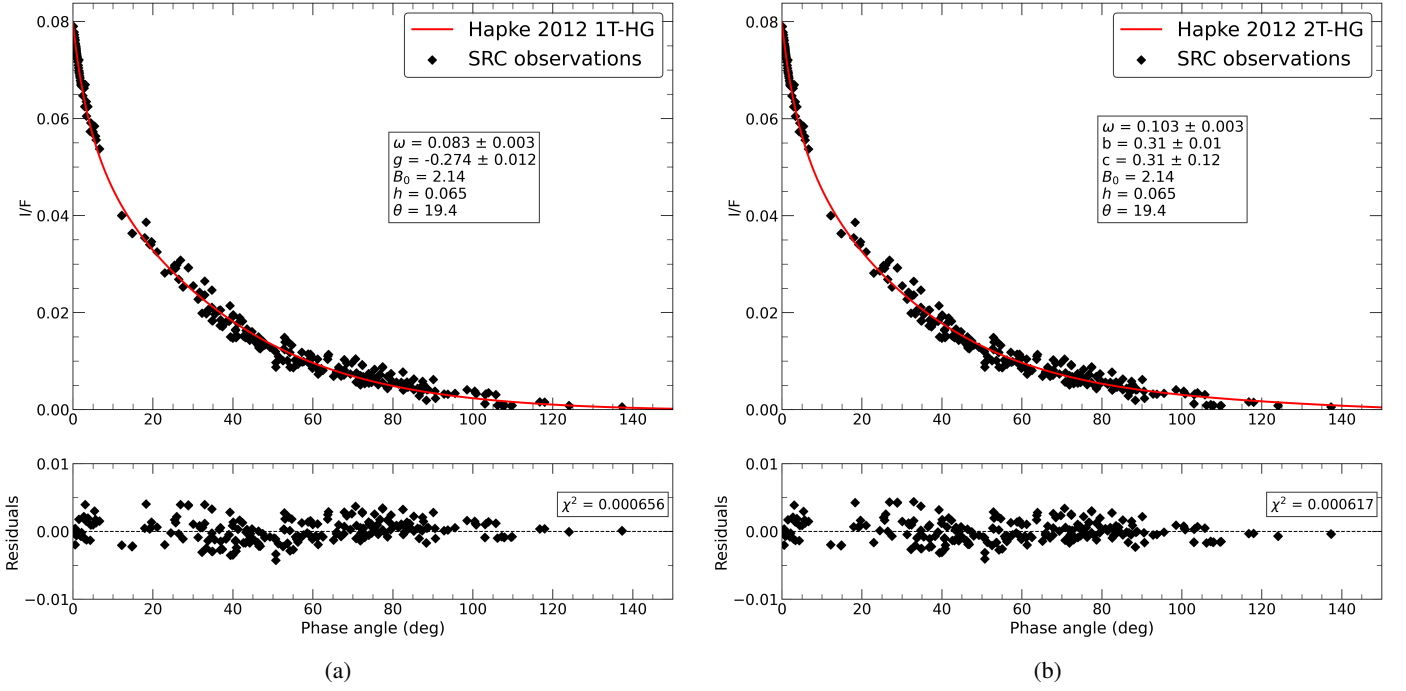 Hapke 2012 1T-HG
SRC observations
ω = 0.083 ± 0.003
g = -0.274 ± 0.012
B₀ = 2.14
h = 0.065
θ = 19.4
I/F
0.08
0.06
0.04
0.02
0.00
0 20 40 60 80 100 120 140
Residuals
0.01
0.00
−0.01
χ² = 0.000656
0 20 40 60 80 100 120 140
Phase angle (deg)
(a)
Hapke 2012 2T-HG
SRC observations
ω = 0.103 ± 0.003
b = 0.31 ± 0.01
c = 0.31 ± 0.12
B₀ = 2.14
h = 0.065
θ = 19.4
I/F
0.08
0.06
0.04
0.02
0.00
0 20 40 60 80 100 120 140
Residuals
0.01
0.00
−0.01
χ² = 0.000617
0 20 40 60 80 100 120 140
Phase angle (deg)
(b)